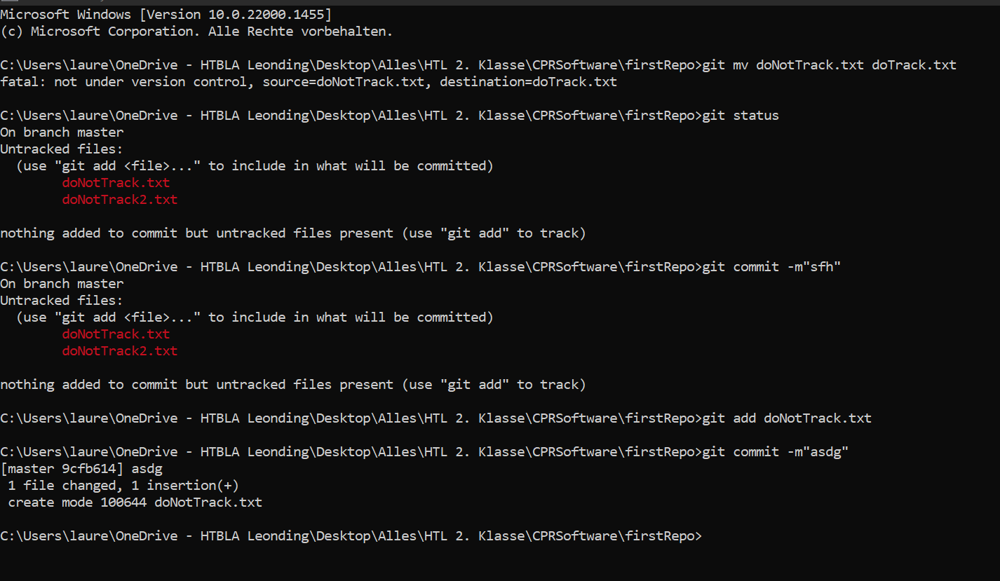 Microsoft Windows [Version 10.0.22000.1455]
(c) Microsoft Corporation. Alle Rechte vorbehalten.
C:\Users\laure\OneDrive - HTBLA Leonding\Desktop\Alles\HTL 2. Klasse\CPRSoftware\firstRepo>git mv doNotTrack.txt doTrack.txt
fatal: not under version control, source=doNotTrack.txt, destination=doTrack.txt
C:\Users\laure\OneDrive - HTBLA Leonding\Desktop\Alles\HTL 2. Klasse\CPRSoftware\firstRepo>git status
On branch master
Untracked files:
  (use "git add <file>..." to include in what will be committed)
        doNotTrack.txt
        doNotTrack2.txt
nothing added to commit but untracked files present (use "git add" to track)
C:\Users\laure\OneDrive - HTBLA Leonding\Desktop\Alles\HTL 2. Klasse\CPRSoftware\firstRepo>git commit -m"sfh"
On branch master
Untracked files:
  (use "git add <file>..." to include in what will be committed)
        doNotTrack.txt
        doNotTrack2.txt
nothing added to commit but untracked files present (use "git add" to track)
C:\Users\laure\OneDrive - HTBLA Leonding\Desktop\Alles\HTL 2. Klasse\CPRSoftware\firstRepo>git add doNotTrack.txt
C:\Users\laure\OneDrive - HTBLA Leonding\Desktop\Alles\HTL 2. Klasse\CPRSoftware\firstRepo>git commit -m"asdg"
[master 9cfb614] asdg
 1 file changed, 1 insertion(+)
 create mode 100644 doNotTrack.txt
C:\Users\laure\OneDrive - HTBLA Leonding\Desktop\Alles\HTL 2. Klasse\CPRSoftware\firstRepo>